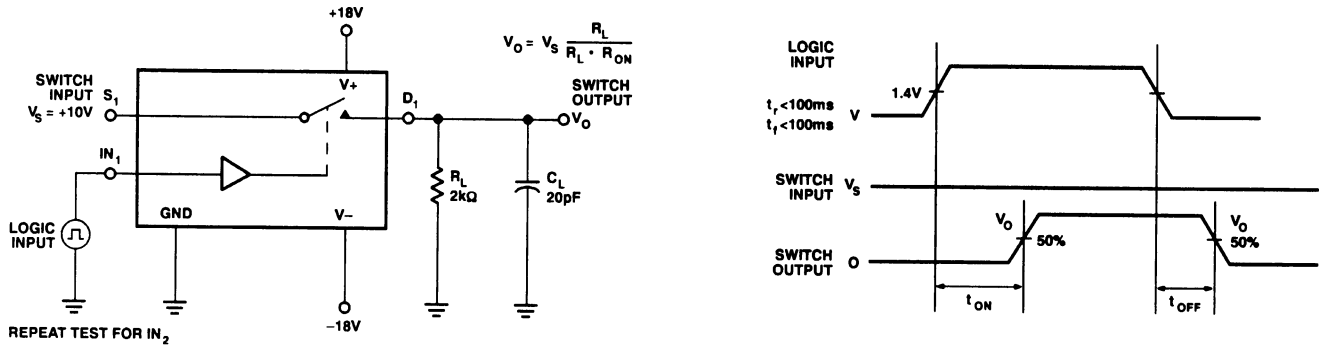 +18V
V_O = V_S R_L / R_L · R_ON
SWITCH INPUT S_1
V_S = +10V
V+
D_1
SWITCH OUTPUT
V_O
IN_1
R_L
2kΩ
C_L
20pF
GND
V–
LOGIC INPUT
–18V
REPEAT TEST FOR IN_2
LOGIC INPUT
1.4V
t_r <100ms
t_f <100ms
V
SWITCH INPUT V_S
V_O
50%
V_O
50%
SWITCH OUTPUT O
t_ON
t_OFF